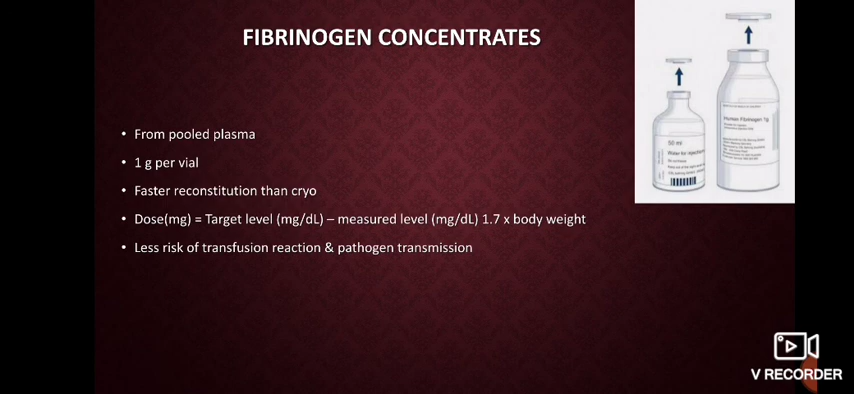 FIBRINOGEN CONCENTRATES
• From pooled plasma
• 1 g per vial
• Faster reconstitution than cryo
• Dose(mg) = Target level (mg/dL) – measured level (mg/dL) 1.7 x body weight
• Less risk of transfusion reaction & pathogen transmission
50 ml
Water for injections
Human Fibrinogen 1g
V RECORDER